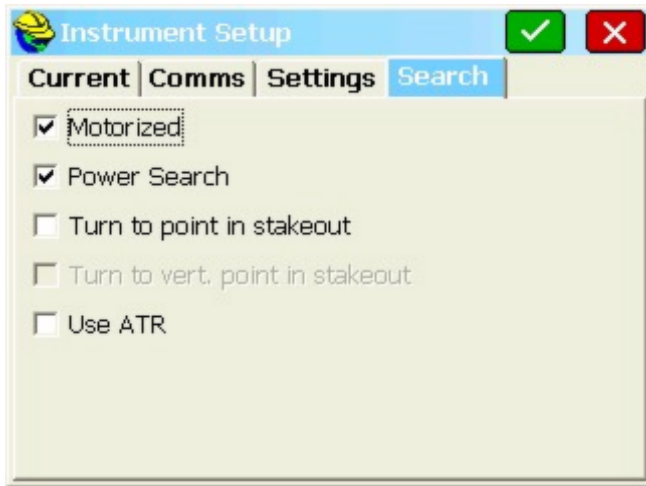 Instrument Setup
Current Comms Settings Search
Motorized
Power Search
Turn to point in stakeout
Turn to vert. point in stakeout
Use ATR